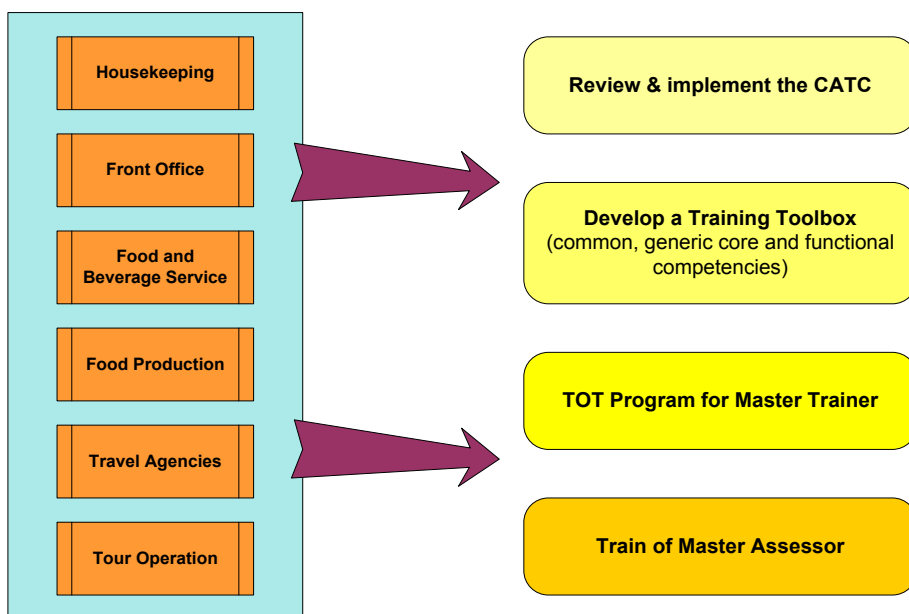 Housekeeping
Front Office
Food and
Beverage Service
Food Production
Travel Agencies
Tour Operation
Review & implement the CATC
Develop a Training Toolbox
(common, generic core and functional
competencies)
TOT Program for Master Trainer
Train of Master Assessor